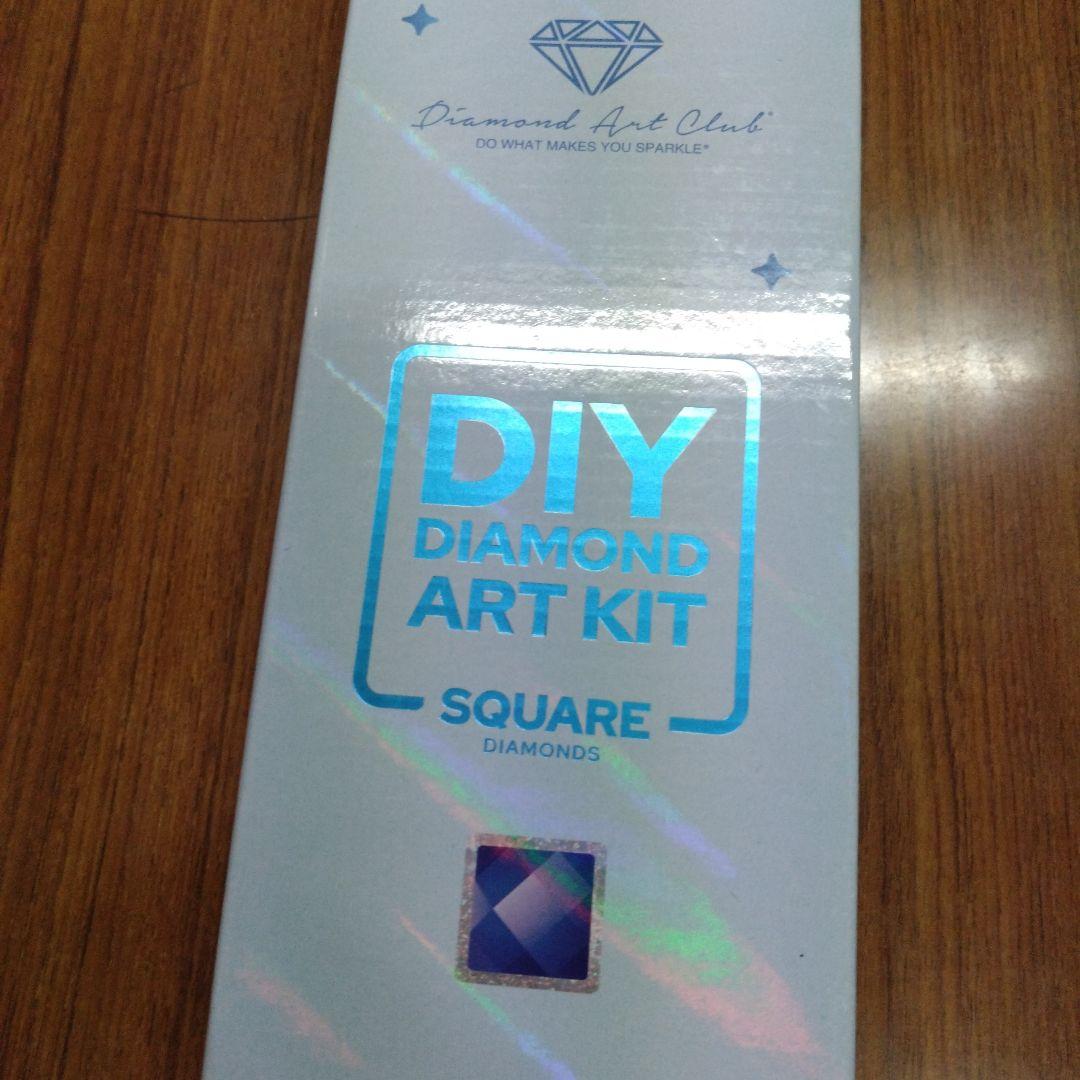 Diamond Art Club®
DO WHAT MAKES YOU SPARKLE®
DIY
DIAMOND
ART KIT
SQUARE
DIAMONDS